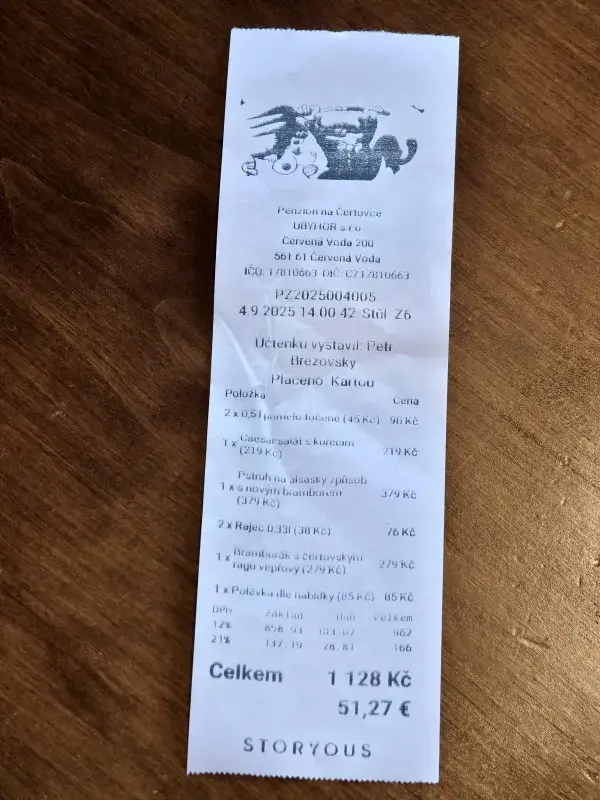 Penzion na Čertovce
UBYHOR s.r.o.
Červená Voda 200
561 61 Červená Voda
IČO: 17810663 DIČ: CZ17810663
PZ2025004005
4.9.2025 14:00:42 Stůl Z6
Účtenku vystavil: Petr
Brezovsky
Placeno Kartou
Položka Cena
2 x 0,5l pomelo točené (45 Kč) 90 Kč
1 x Caesar salát s kuřecím
(219 Kč) 219 Kč
Pstruh na alsasky způsob
1 x s novým bramborem 379 Kč
(379 Kč)
2 x Rajec 0,33l (38 Kč) 76 Kč
1 x Bramborák s čertovským 279 Kč
ragů vepřový (279 Kč)
1 x Polévka dle nabídky (85 Kč) 85 Kč
DPH Základ Daň Celkem
12% 858.93 103.07 962
21% 137.19 28.81 166
Celkem 1 128 Kč
51,27 €
STORYOUS